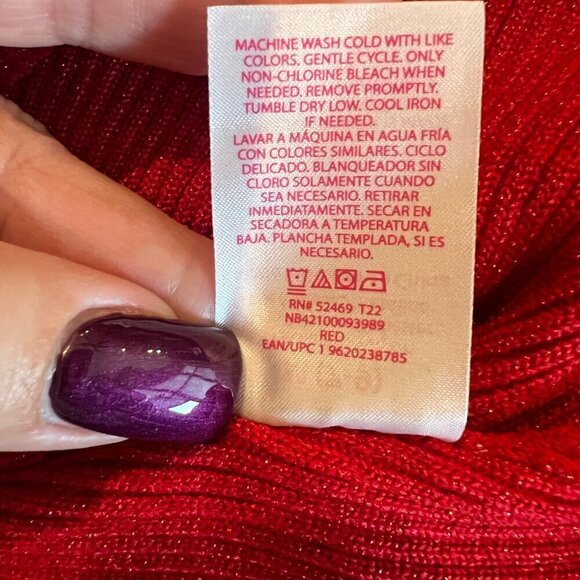 MACHINE WASH COLD WITH LIKE
COLORS. GENTLE CYCLE. ONLY
NON-CHLORINE BLEACH WHEN
NEEDED. REMOVE PROMPTLY.
TUMBLE DRY LOW. COOL IRON
IF NEEDED.
LAVAR A MÁQUINA EN AGUA FRÍA
CON COLORES SIMILARES. CICLO
DELICADO. BLANQUEADOR SIN
CLORO SOLAMENTE CUANDO
SEA NECESARIO. RETIRAR
INMEDIATAMENTE. SECAR EN
SECADORA A TEMPERATURA
BAJA. PLANCHA TEMPLADA, SI ES
NECESARIO.
RN# 52469 T22
NB42100093989
RED
EAN/UPC 1 9620238785